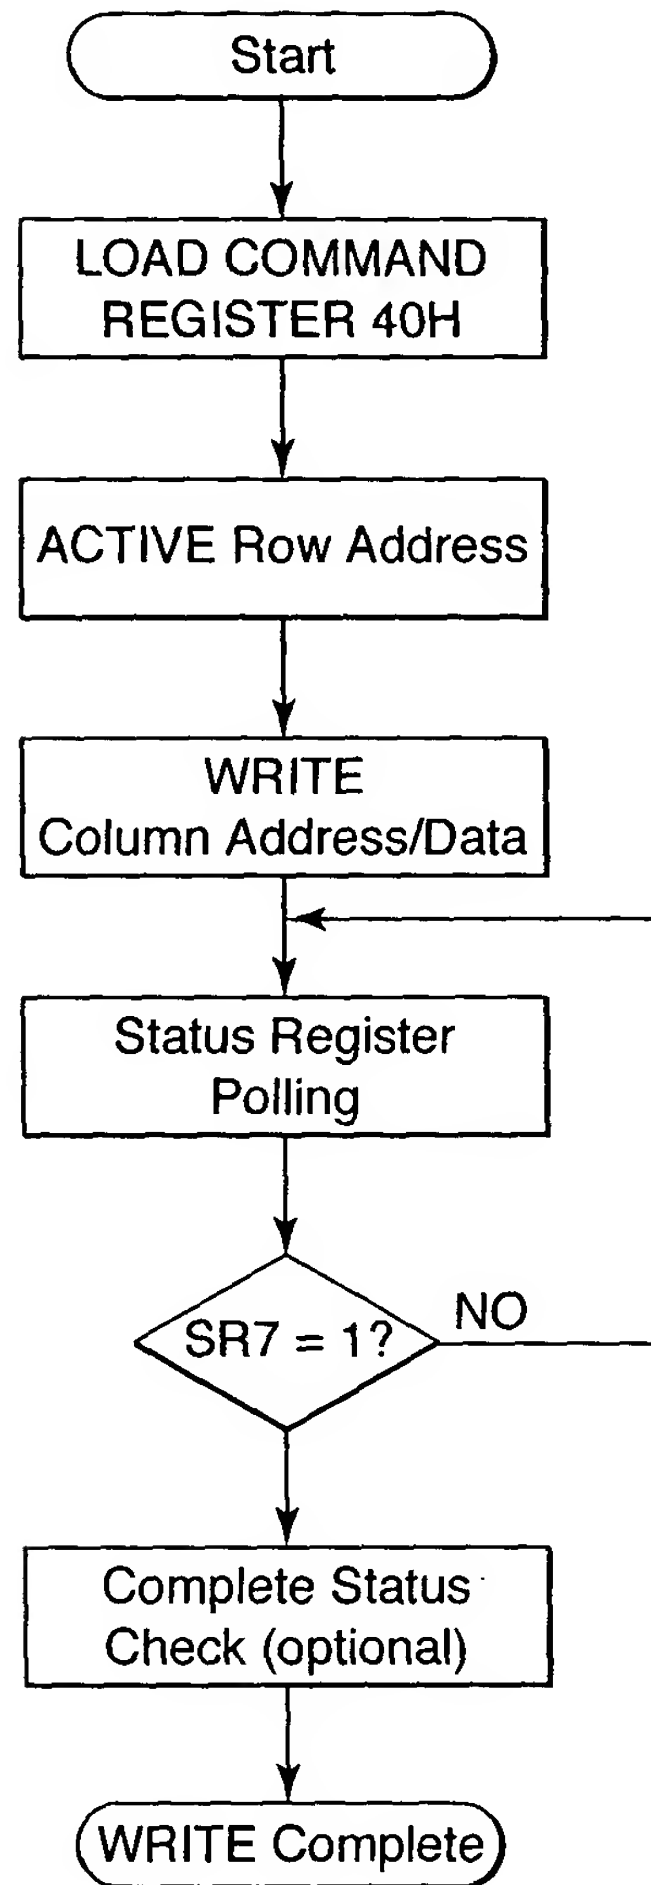 Start
LOAD COMMAND
REGISTER 40H
ACTIVE Row Address
WRITE
Column Address/Data
Status Register
Polling
SR7 = 1?
NO
Complete Status
Check (optional)
WRITE Complete